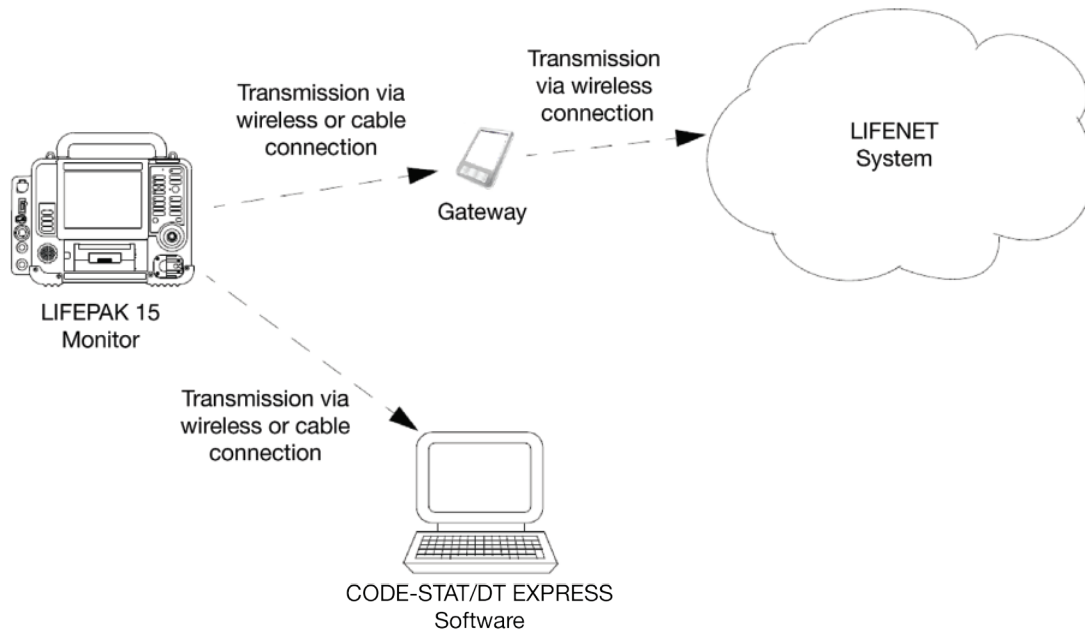 Transmission
via wireless
connection
Transmission via
wireless or cable
connection
LIFENET
System
Gateway
LIFEPAK 15
Monitor
Transmission via
wireless or cable
connection
CODE-STAT/DT EXPRESS
Software